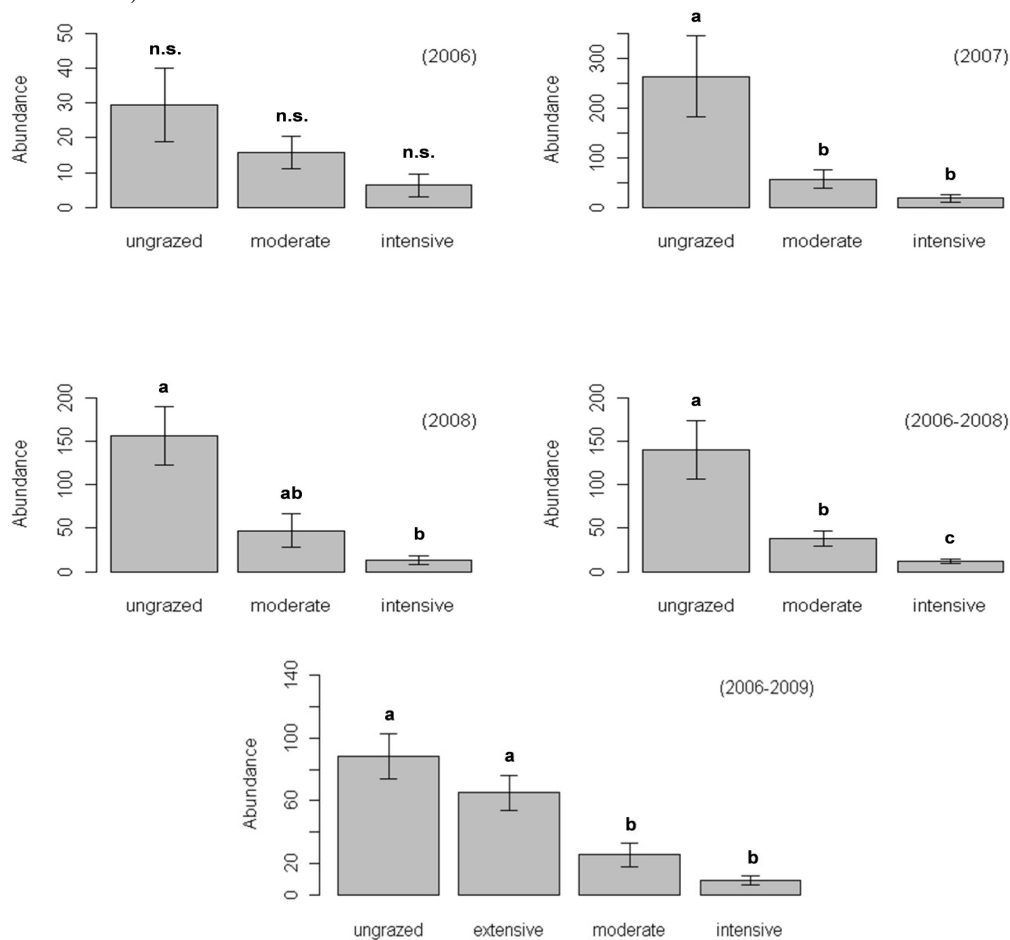 50
40
30
20
10
0
Abundance
(2006)
n.s.
n.s.
n.s.
ungrazed moderate intensive
300
200
100
0
Abundance
(2007)
a
b
b
ungrazed moderate intensive
200
150
100
50
0
Abundance
(2008)
a
ab
b
ungrazed moderate intensive
200
150
100
50
0
Abundance
(2006-2008)
a
b
c
ungrazed moderate intensive
140
100
60
20
0
Abundance
(2006-2009)
a
a
b
b
ungrazed extensive moderate intensive